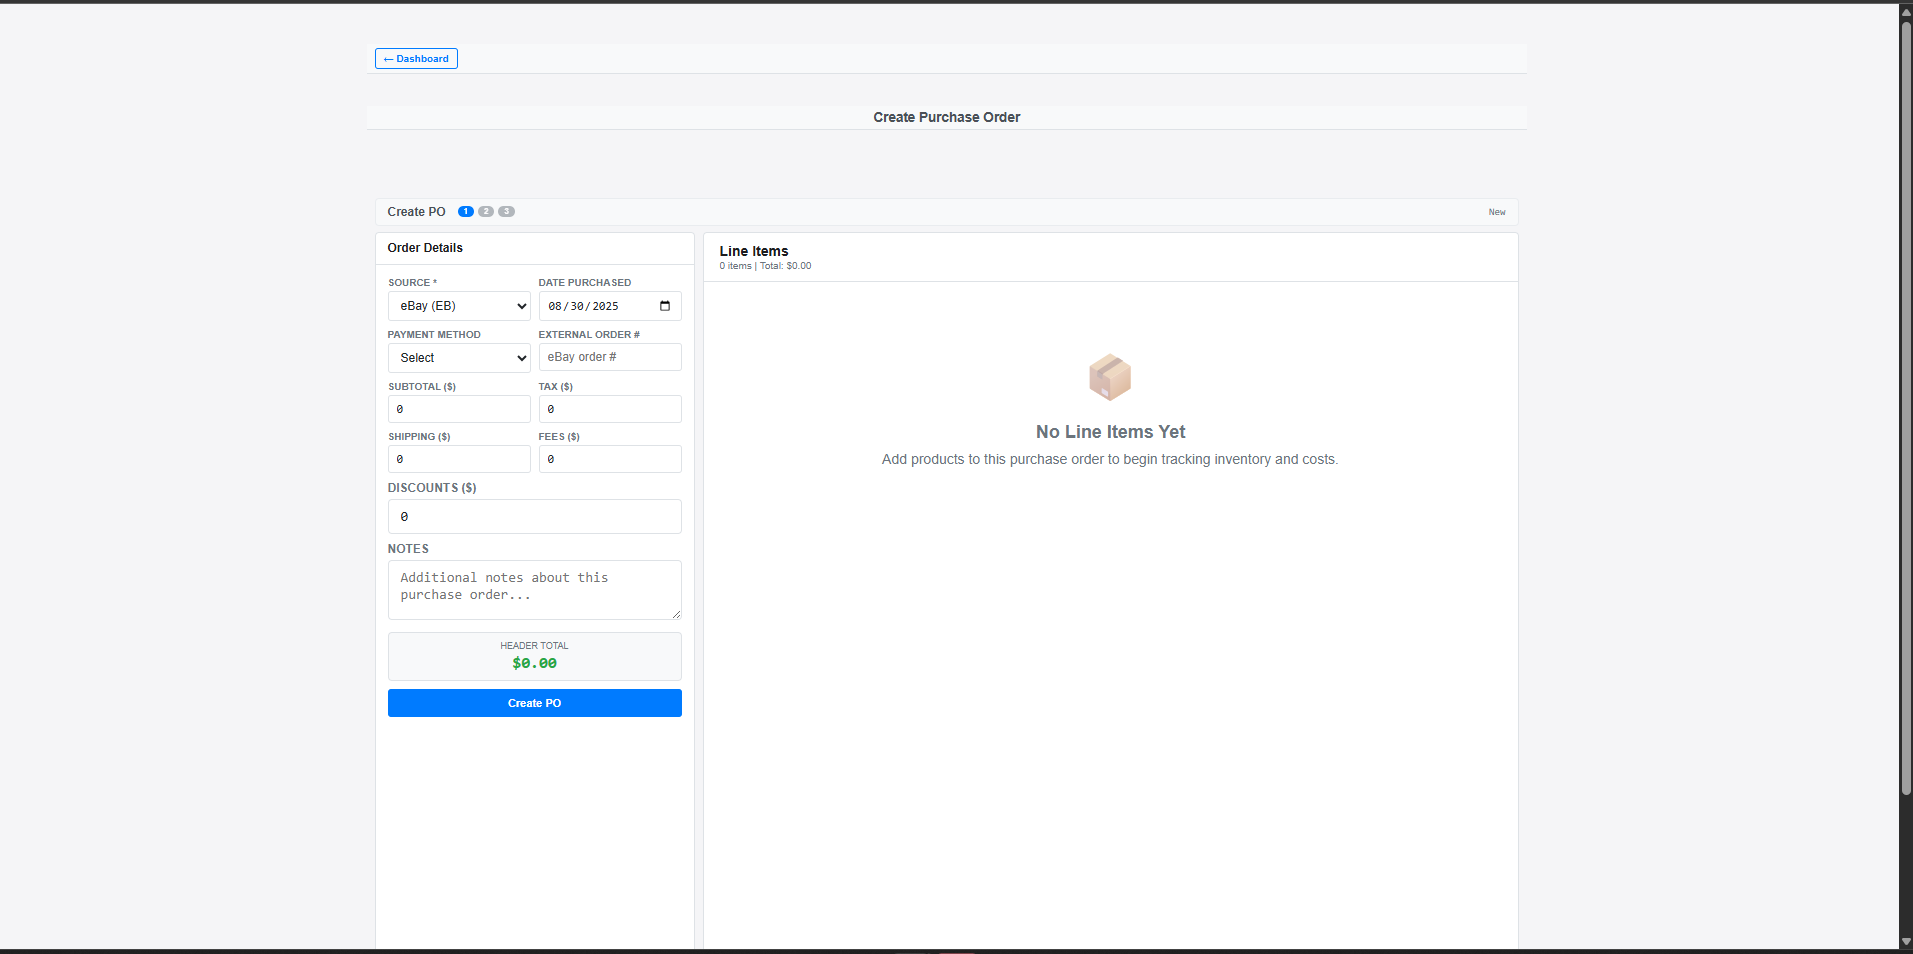 ← Dashboard
Create Purchase Order
Create PO 1 2 3 New
Order Details
SOURCE * DATE PURCHASED
eBay (EB) 08/30/2025
PAYMENT METHOD EXTERNAL ORDER #
Select eBay order #
SUBTOTAL ($) TAX ($)
0 0
SHIPPING ($) FEES ($)
0 0
DISCOUNTS ($)
0
NOTES
Additional notes about this
purchase order...
HEADER TOTAL
$0.00
Create PO
Line Items
0 items | Total: $0.00
No Line Items Yet
Add products to this purchase order to begin tracking inventory and costs.